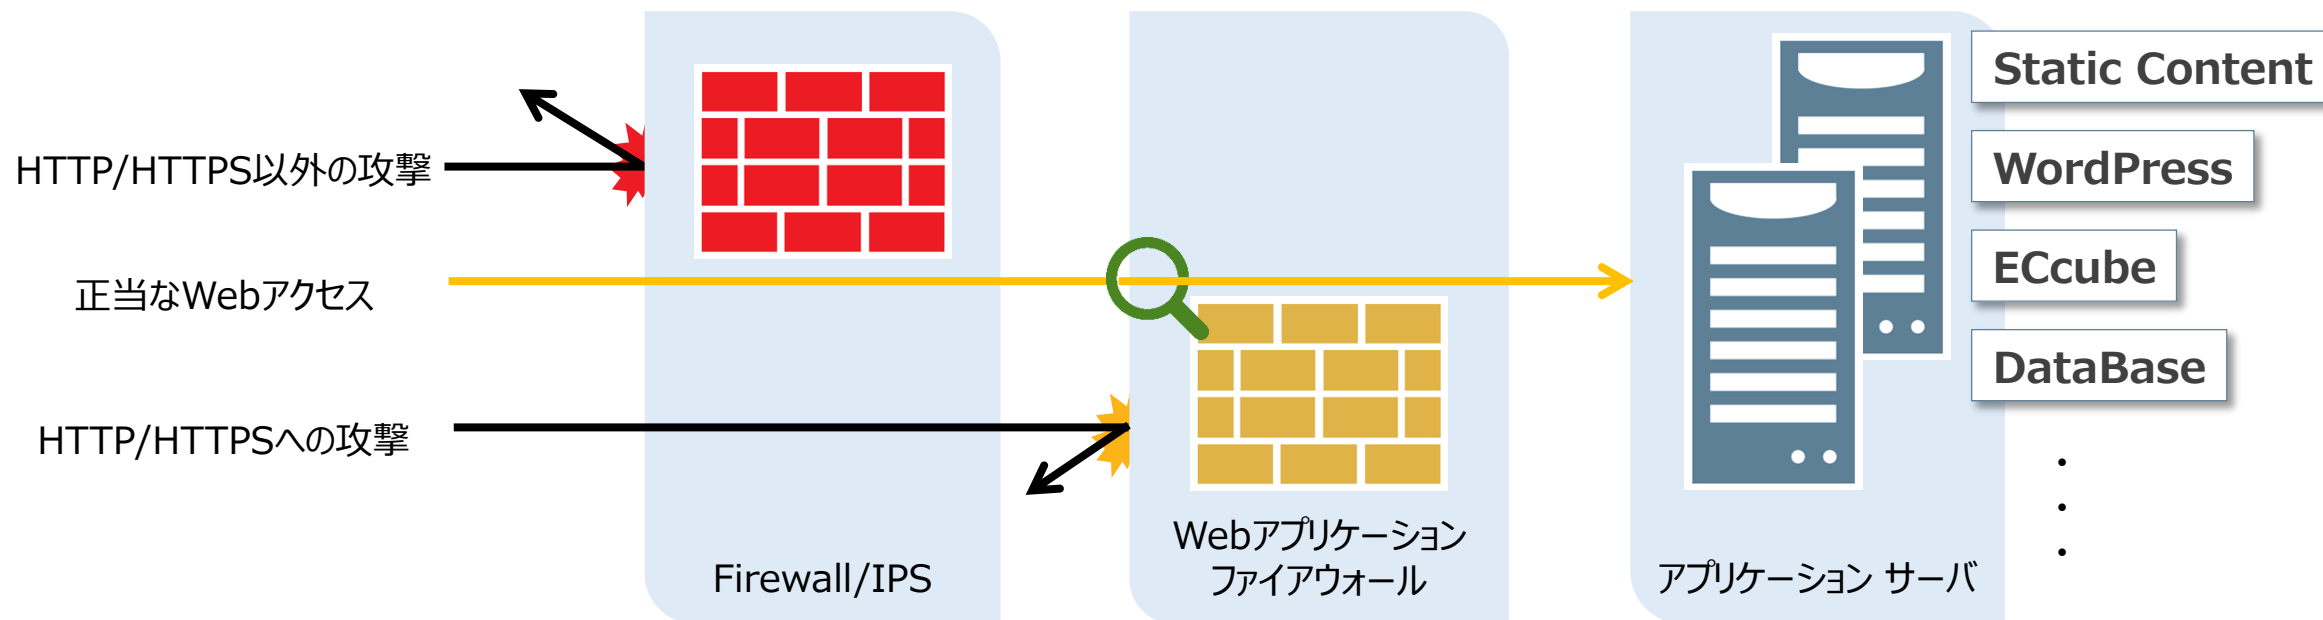 HTTP/HTTPS以外の攻撃
正当なWebアクセス
HTTP/HTTPSへの攻撃
Firewall/IPS
Webアプリケーション
ファイアウォール
アプリケーション サーバ
Static Content
WordPress
ECcube
DataBase
・
・
・